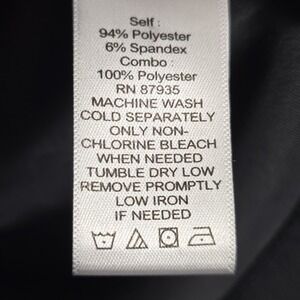 Self :
94% Polyester
6% Spandex
Combo :
100% Polyester
RN 87935
MACHINE WASH
COLD SEPARATELY
ONLY NON-
CHLORINE BLEACH
WHEN NEEDED
TUMBLE DRY LOW
REMOVE PROMPTLY
LOW IRON
IF NEEDED